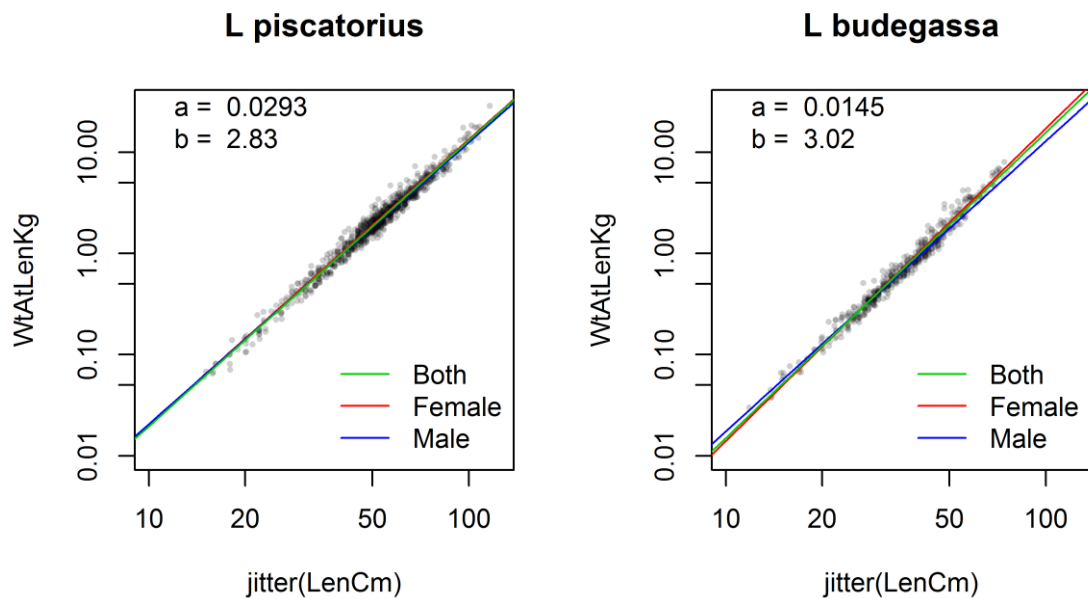 L piscatorius
a = 0.0293
b = 2.83
WtAtLenKg
10.00
1.00
0.10
0.01
Both
Female
Male
10 20 50 100
jitter(LenCm)
L budegassa
a = 0.0145
b = 3.02
WtAtLenKg
10.00
1.00
0.10
0.01
Both
Female
Male
10 20 50 100
jitter(LenCm)